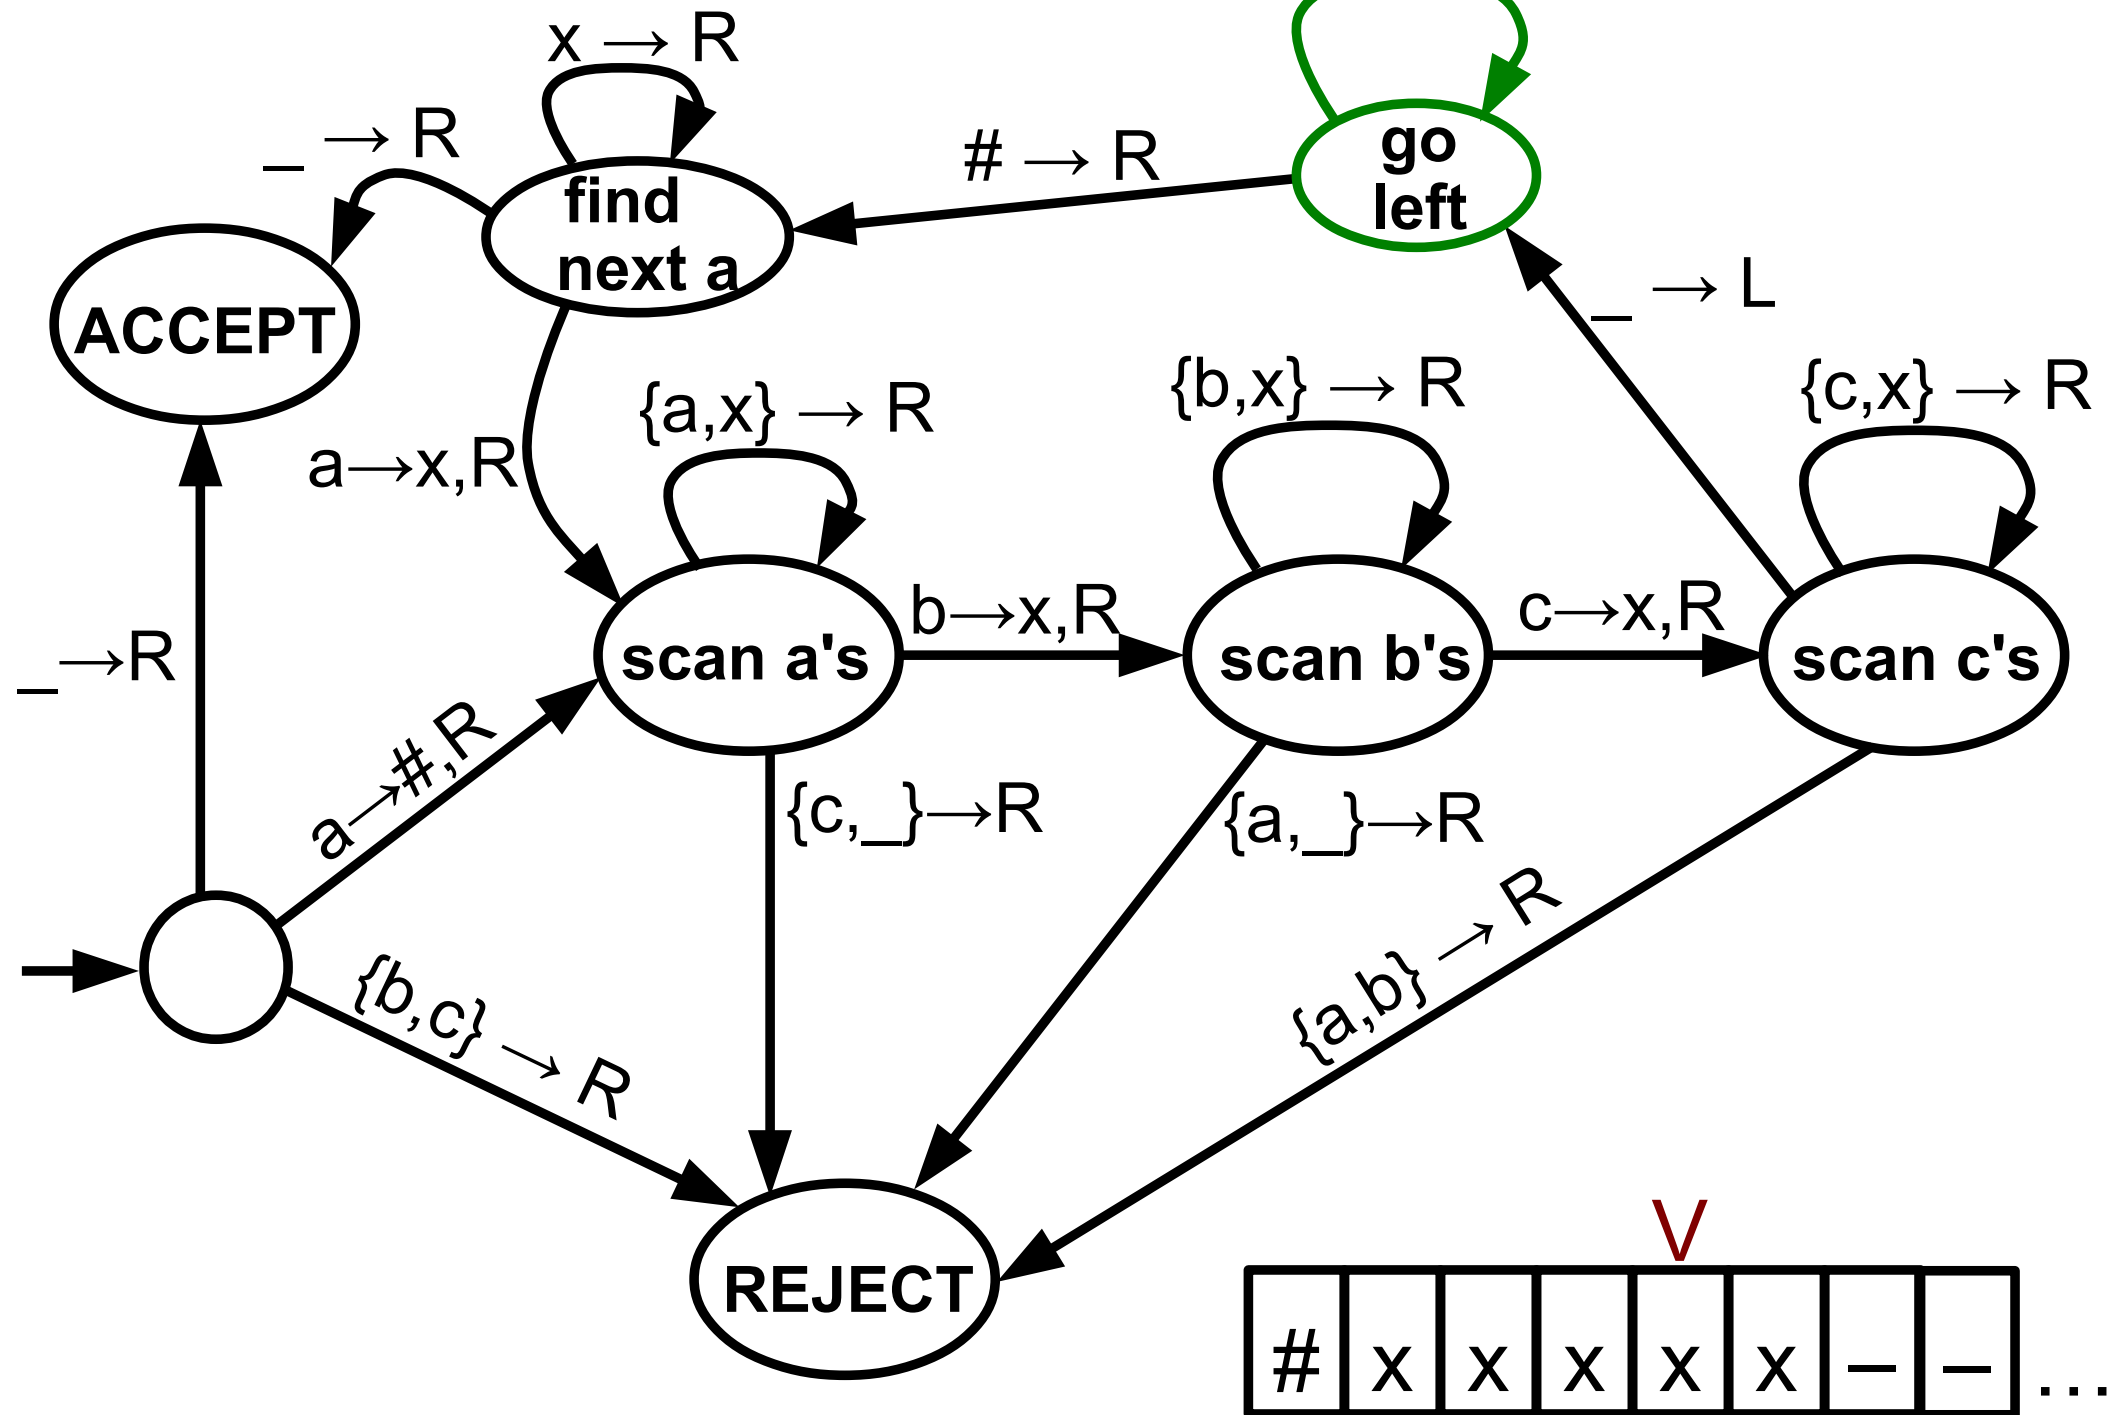 x → R
_ → R
# → R
go
left
find
next a
ACCEPT
_ → L
{a,x} → R
{b,x} → R
{c,x} → R
a→x,R
b→x,R
c→x,R
_→R
scan a's
scan b's
scan c's
a→#,R
{c,_}→R
{a,_}→R
{b,c} → R
{a,b} → R
REJECT
V
# x x x x x _ _ ...